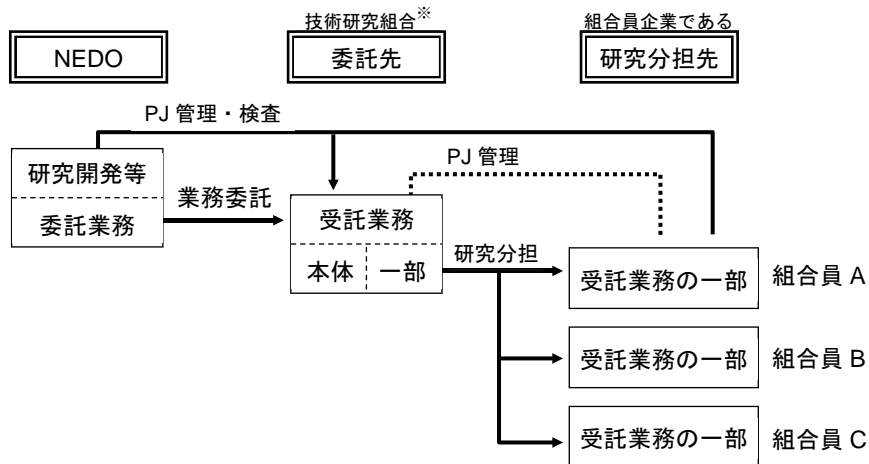 技術研究組合※
組合員企業である
NEDO
委託先
研究分担先
PJ 管理・検査
PJ 管理
研究開発等
委託業務
業務委託
受託業務
本体
一部
研究分担
受託業務の一部
組合員 A
受託業務の一部
組合員 B
受託業務の一部
組合員 C